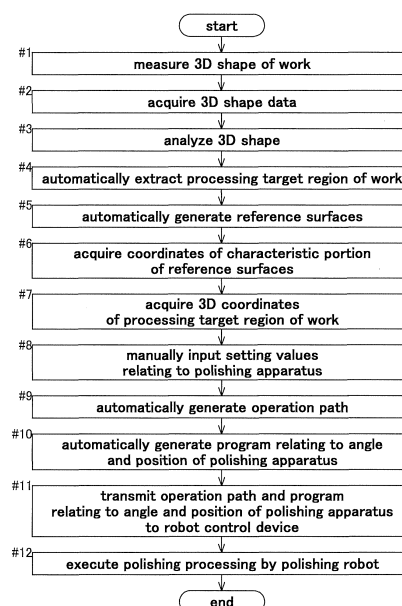 start
#1
measure 3D shape of work
#2
acquire 3D shape data
#3
analyze 3D shape
#4
automatically extract processing target region of work
#5
automatically generate reference surfaces
#6
acquire coordinates of characteristic portion
of reference surfaces
#7
acquire 3D coordinates
of processing target region of work
#8
manually input setting values
relating to polishing apparatus
#9
automatically generate operation path
#10
automatically generate program relating to angle
and position of polishing apparatus
#11
transmit operation path and program
relating to angle and position of polishing apparatus
to robot control device
#12
execute polishing processing by polishing robot
end